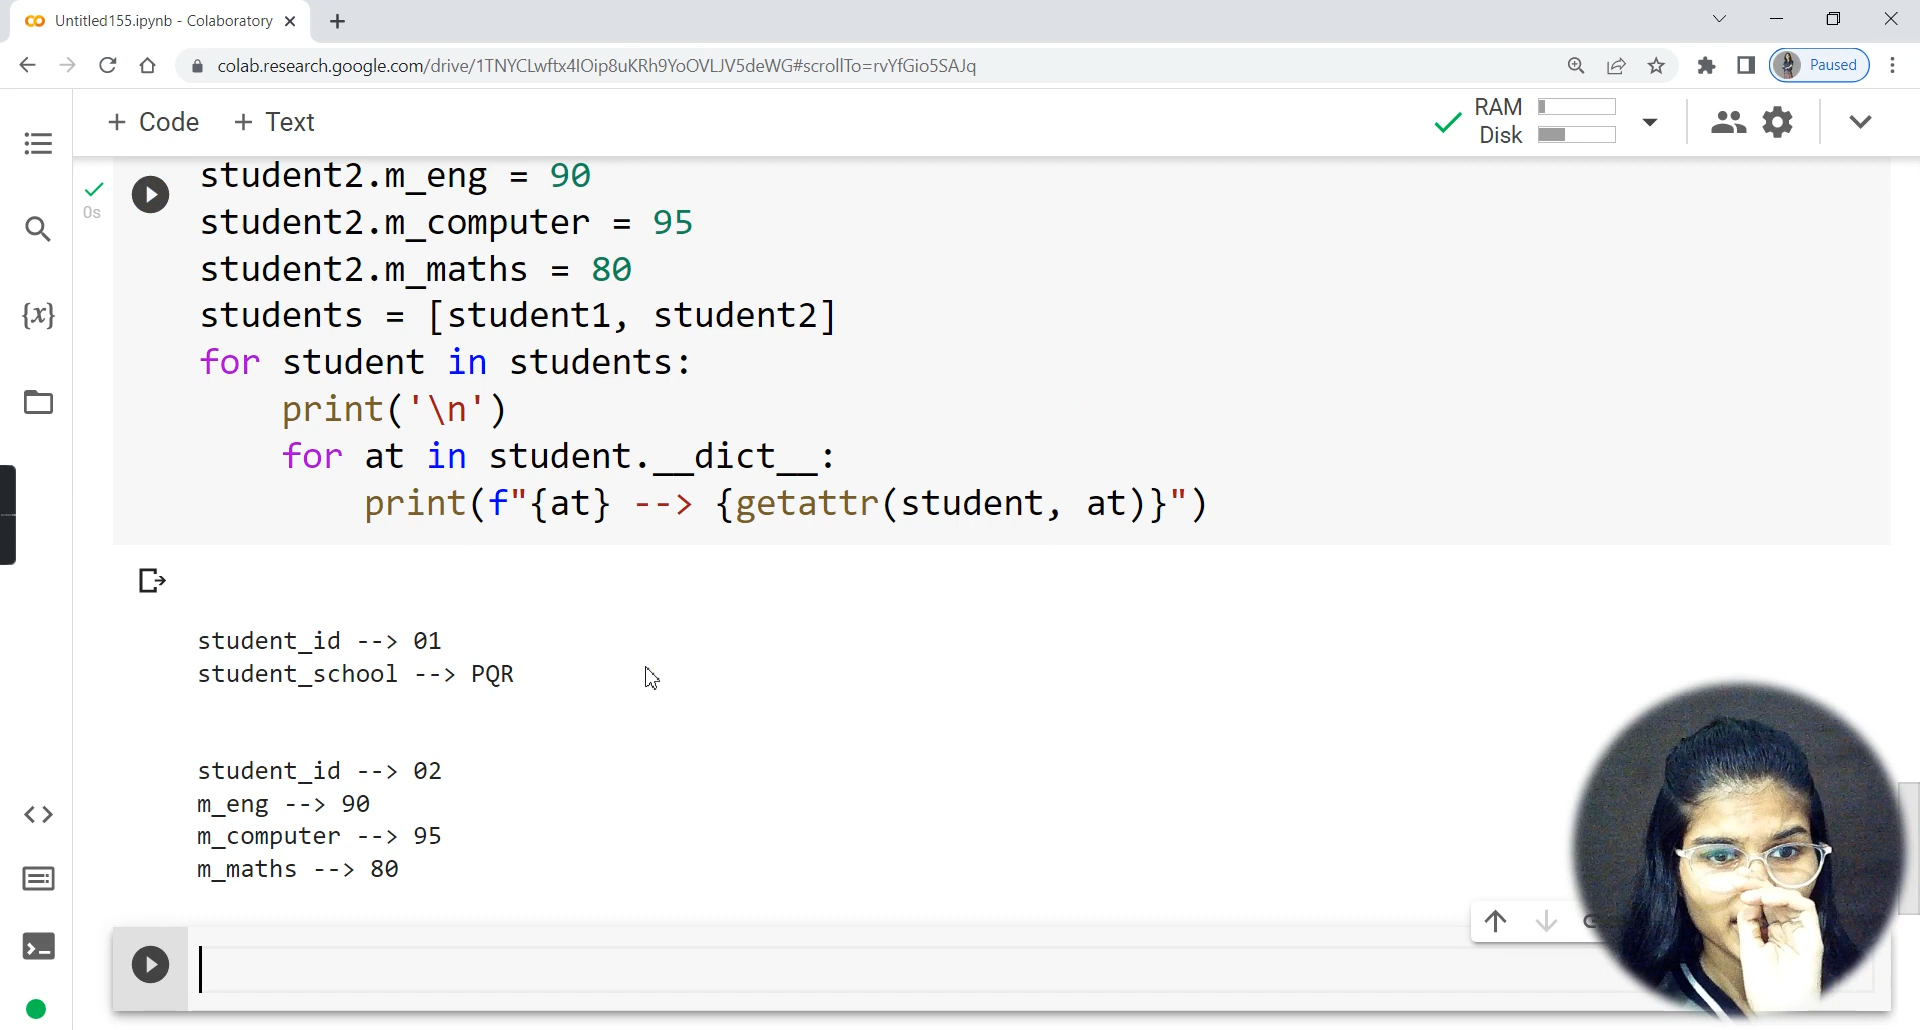 Untitled155.ipynb - Colaboratory
colab.research.google.com/drive/1TNYCLwftx4IOip8uKRh9YoOVLJV5deWG#scrollTo=rvYfGio5SAJq
Paused
+ Code + Text
RAM
Disk
{x}
0s
student2.m_eng = 90
student2.m_computer = 95
student2.m_maths = 80
students = [student1, student2]
for student in students:
print('\n')
for at in student.__dict__:
print(f"{at} --> {getattr(student, at)}")
student_id --> 01
student_school --> PQR
student_id --> 02
m_eng --> 90
m_computer --> 95
m_maths --> 80